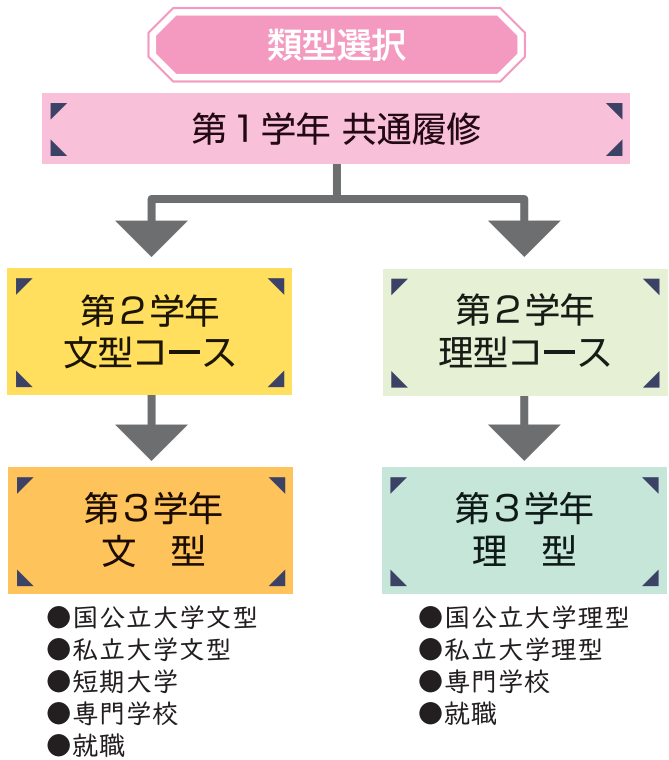 類型選択
第１学年 共通履修
第２学年
文型コース
第２学年
理型コース
第３学年
文　型
●国公立大学文型
●私立大学文型
●短期大学
●専門学校
●就職
第３学年
理　型
●国公立大学理型
●私立大学理型
●専門学校
●就職